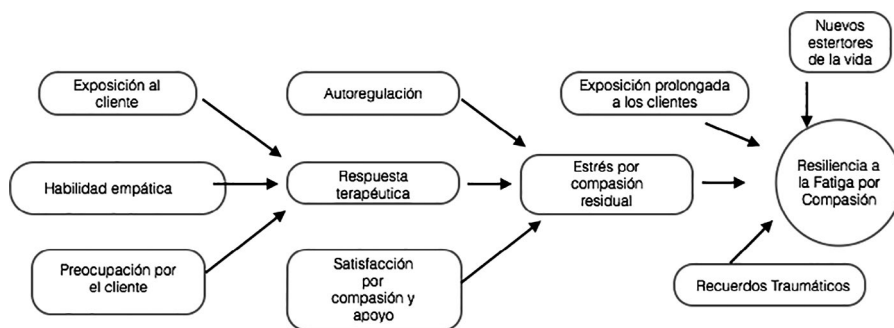 Nuevos
estertores
de la vida
Exposición al
cliente
Autoregulación
Exposición prolongada
a los clientes
Habilidad empática
Respuesta
terapéutica
Estrés por
compasión
residual
Resiliencia a
la Fatiga por
Compasión
Preocupación por
el cliente
Satisfacción
por
compasión y
apoyo
Recuerdos Traumáticos